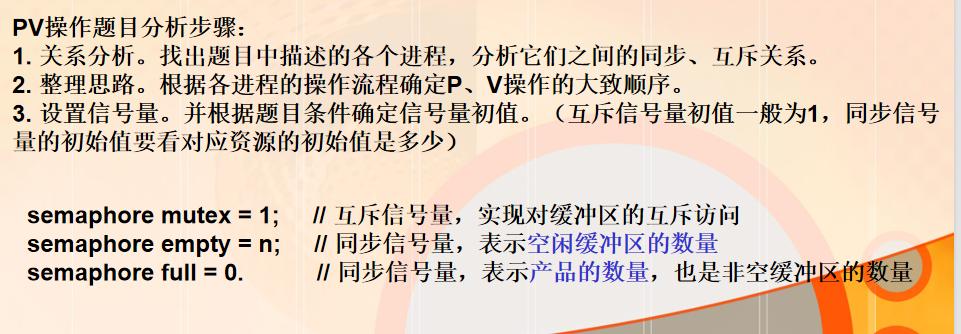 PV操作题目分析步骤：
1. 关系分析。找出题目中描述的各个进程，分析它们之间的同步、互斥关系。
2. 整理思路。根据各进程的操作流程确定P、V操作的大致顺序。
3. 设置信号量。并根据题目条件确定信号量初值。（互斥信号量初值一般为1，同步信号
量的初始值要看对应资源的初始值是多少）
semaphore mutex = 1; // 互斥信号量，实现对缓冲区的互斥访问
semaphore empty = n; // 同步信号量，表示空闲缓冲区的数量
semaphore full = 0. // 同步信号量，表示产品的数量，也是非空缓冲区的数量